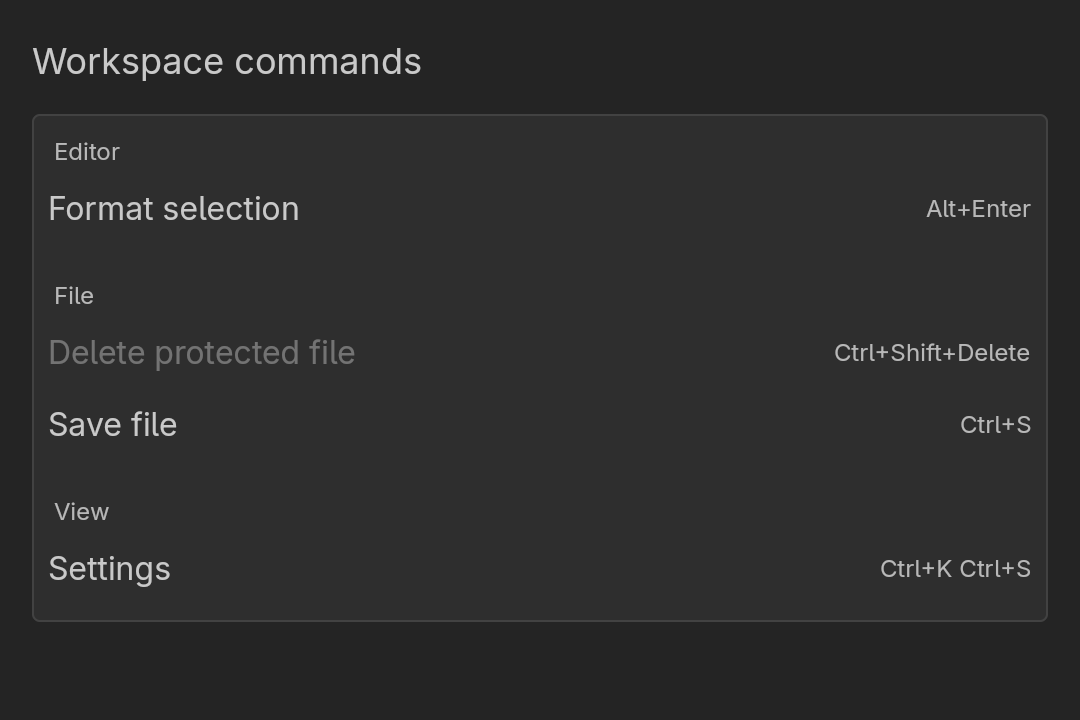 Workspace commands
Editor
Format selection Alt+Enter
File
Delete protected file Ctrl+Shift+Delete
Save file Ctrl+S
View
Settings Ctrl+K Ctrl+S